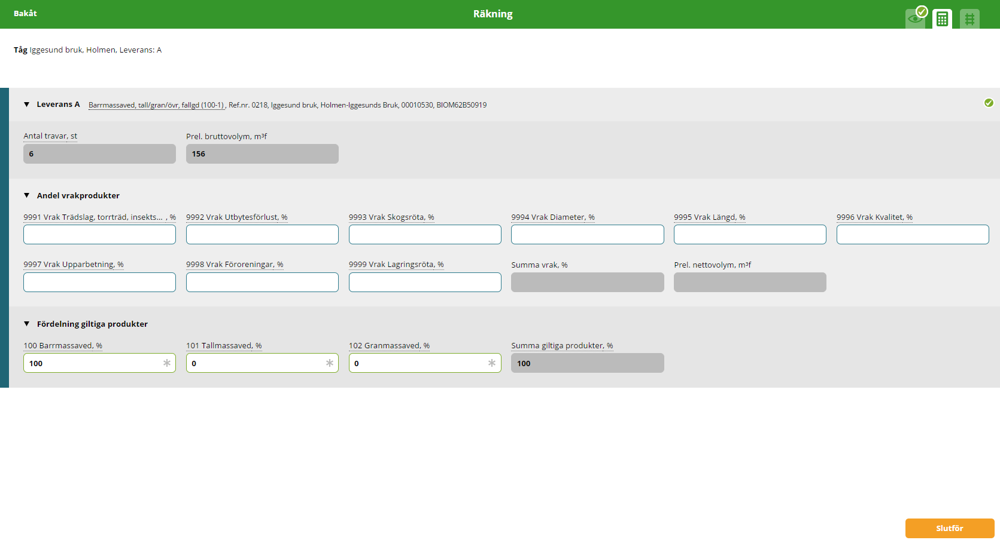 Bakåt
Räkning
Tåg Iggesund bruk, Holmen, Leverans: A
▼ Leverans A Barrmassaved, tall/gran/övr, fallgd (100-1) , Ref.nr. 0218, Iggesund bruk, Holmen-Iggesunds Bruk, 00010530, BIOM62B50919
Antal travar, st Prel. bruttovolym, m³f
6 156
▼ Andel vrakprodukter
9991 Vrak Trädslag, torrträd, insekts... , % 9992 Vrak Utbytesförlust, % 9993 Vrak Skogsröta, % 9994 Vrak Diameter, % 9995 Vrak Längd, % 9996 Vrak Kvalitet, %
9997 Vrak Upparbetning, % 9998 Vrak Föroreningar, % 9999 Vrak Lagringsröta, % Summa vrak, % Prel. nettovolym, m³f
▼ Fördelning giltiga produkter
100 Barrmassaved, % 101 Tallmassaved, % 102 Granmassaved, % Summa giltiga produkter, %
100 * 0 * 0 * 100
Slutför